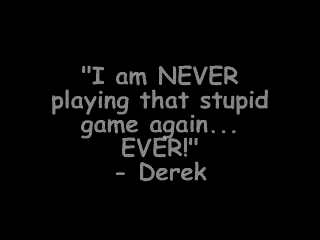 "I am NEVER
playing that stupid
game again...
EVER!"
- Derek